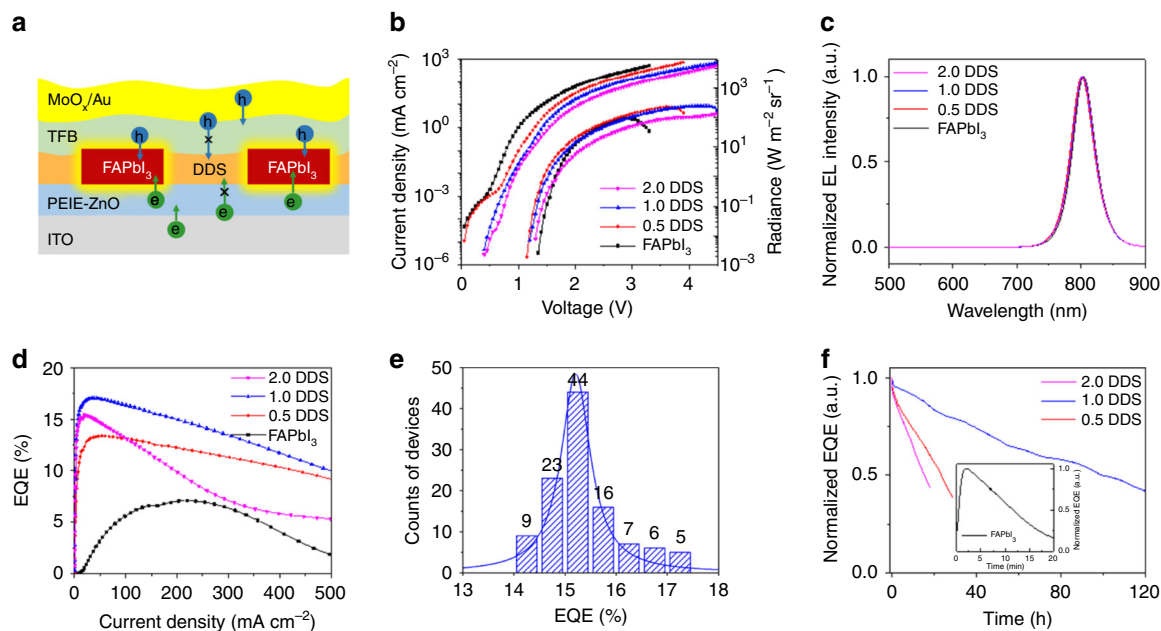 a
MoOₓ/Au
TFB
FAPbI₃
DDS
FAPbI₃
PEIE-ZnO
ITO
h
h
h
h
e
e
e
e
×
×
b
Current density (mA cm⁻²)
10³
10⁰
10⁻³
10⁻⁶
0
1
2
3
4
Voltage (V)
Radiance (W m⁻² sr⁻¹)
10³
10¹
10⁻¹
10⁻³
2.0 DDS
1.0 DDS
0.5 DDS
FAPbI₃
c
Normalized EL intensity (a.u.)
1.0
0.5
0.0
500
600
700
800
900
Wavelength (nm)
2.0 DDS
1.0 DDS
0.5 DDS
FAPbI₃
d
EQE (%)
20
15
10
5
0
0
100
200
300
400
500
Current density (mA cm⁻²)
2.0 DDS
1.0 DDS
0.5 DDS
FAPbI₃
e
Counts of devices
50
40
30
20
10
0
9
23
44
16
7
6
5
13
14
15
16
17
18
EQE (%)
f
Normalized EQE (a.u.)
1.0
0.5
0.0
0
20
40
60
80
100
120
Time (h)
2.0 DDS
1.0 DDS
0.5 DDS
FAPbI₃
0
5
10
15
20
Time (min)
1.0
0.5
0.0
Normalized EQE (a.u.)